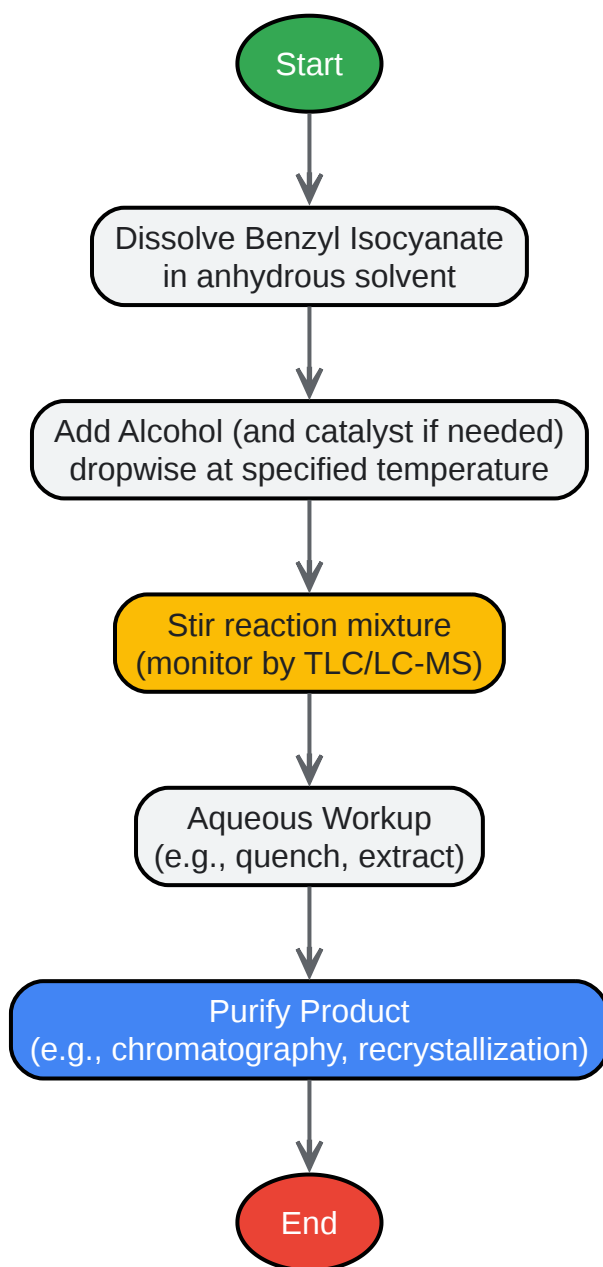 Start
Dissolve Benzyl Isocyanate
in anhydrous solvent
Add Alcohol (and catalyst if needed)
dropwise at specified temperature
Stir reaction mixture
(monitor by TLC/LC-MS)
Aqueous Workup
(e.g., quench, extract)
Purify Product
(e.g., chromatography, recrystallization)
End